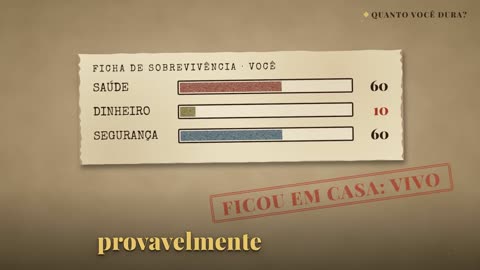 ◆ QUANTO VOCÊ DURA?
FICHA DE SOBREVIVÊNCIA · VOCÊ
SAÚDE 60
DINHEIRO 10
SEGURANÇA 60
FICOU EM CASA: VIVO
provavelmente